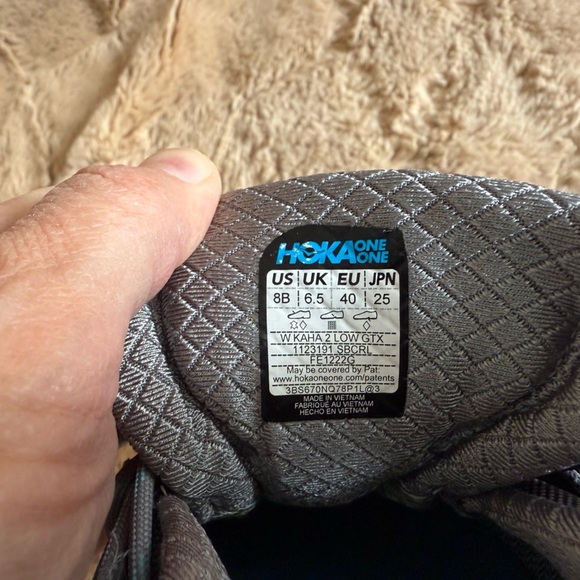 HOKA ONE ONE
US UK EU JPN
8B 6.5 40 25
W KAHA 2 LOW GTX
1123191 SBCRL
FE1222G
May be covered by Pat:
www.hokaoneone.com/patents
3BS670NQ78P1L@3
MADE IN VIETNAM
FABRIQUÉ AU VIETNAM
HECHO EN VIETNAM